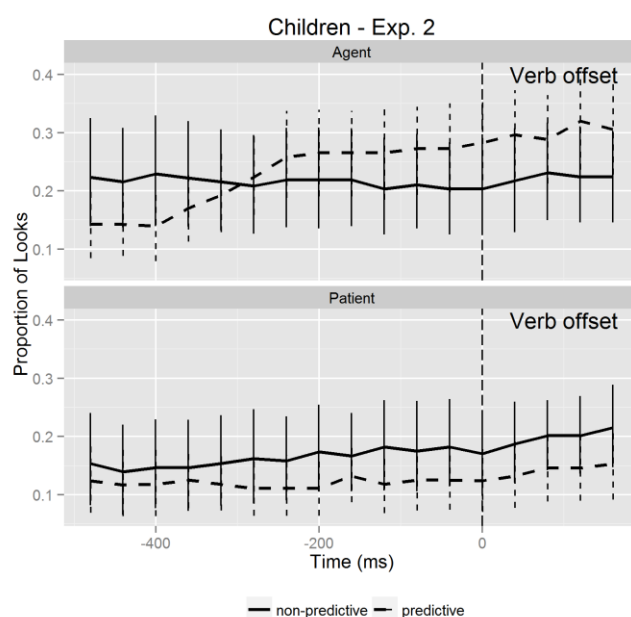 Children - Exp. 2
Agent
Verb offset
0.4
0.3
0.2
0.1
Proportion of Looks
Patient
Verb offset
0.4
0.3
0.2
0.1
-400
-200
0
Time (ms)
non-predictive
predictive